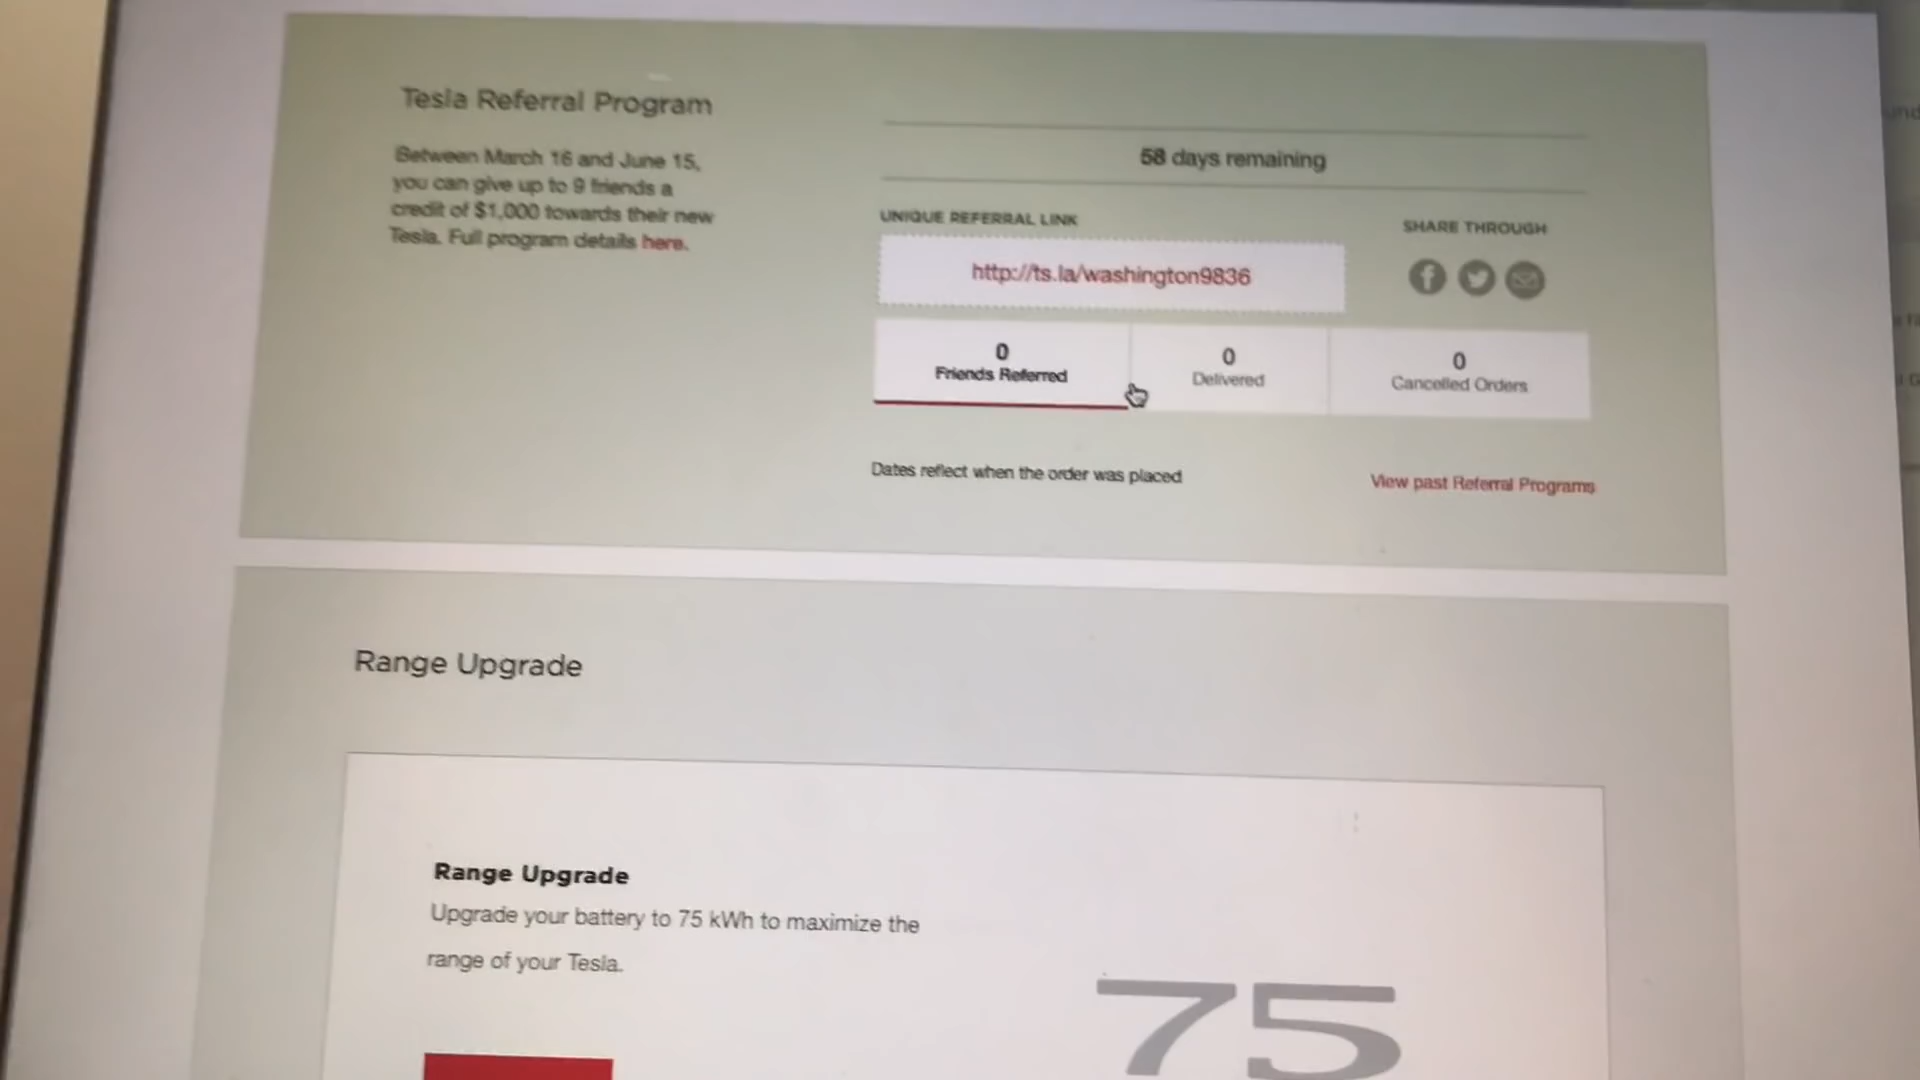 Tesla Referral Program
Between March 16 and June 15,
you can give up to 9 friends a
credit of $1,000 towards their new
Tesla. Full program details here.
58 days remaining
UNIQUE REFERRAL LINK
SHARE THROUGH
http://ts.la/washington9836
0
Friends Referred
0
Delivered
0
Cancelled Orders
Dates reflect when the order was placed
View past Referral Programs
Range Upgrade
Range Upgrade
Upgrade your battery to 75 kWh to maximize the
range of your Tesla.
75